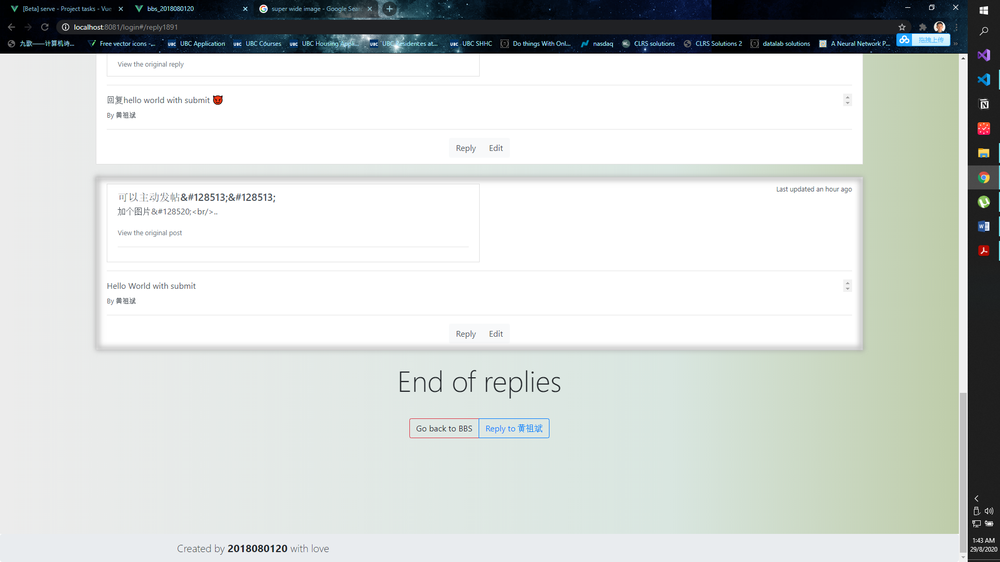 [Beta] serve - Project tasks - Vue
bbs_2018080120
super wide image - Google Sear
localhost:8081/login#/reply1891
九歌——计算机诗...
Free vector icons -...
UBC Application
UBC Courses
UBC Housing Appli...
UBC Residences at...
UBC SHHC
Do things With Onl...
nasdaq
CLRS solutions
CLRS Solutions 2
datalab solutions
A Neural Network P...
拖拽上传
View the original reply
回复hello world with submit 😈
By 黄祖斌
Reply
Edit
Last updated an hour ago
可以主动发帖&#128513;&#128513;
加个图片&#128520;<br/>..
View the original post
Hello World with submit
By 黄祖斌
Reply
Edit
End of replies
Go back to BBS
Reply to 黄祖斌
Created by 2018080120 with love
1:43 AM
29/8/2020